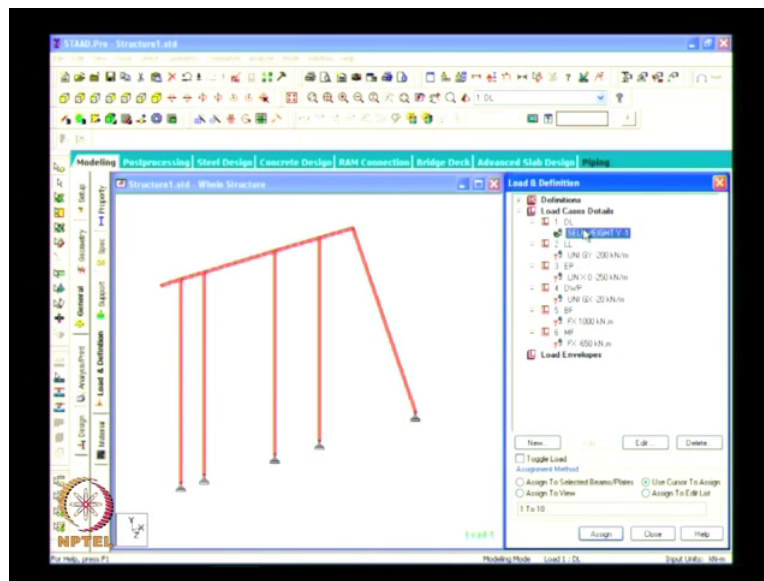 STAAD.Pro - Structure1.std
1: DL
Modeling Postprocessing Steel Design Concrete Design RAM Connection Bridge Deck Advanced Slab Design Piping
Structure1.std - Whole Structure
Load & Definition
Setup
Geometry
General
Analysis/Print
Design
Property
Spec
Support
Load & Definition
Material
Definitions
Load Cases Details
1: DL
SELFWEIGHT Y -1
2: LL
UNI GY -200 kN/m
3: EP
LIN X 0 -250 kN/m
4: DWP
UNI GX -20 kN/m
5: BF
FX 1000 kN,m
6: MF
FX -650 kN,m
Load Envelopes
New... Edit... Delete...
Toggle Load
Assignment Method
Assign To Selected Beams/Plates Use Cursor To Assign
Assign To View Assign To Edit List
1 To 10
Assign Close Help
Y
X
Z
Load 1
NPTEL
For Help, press F1 Modeling Mode Load 1 : DL Input Units: kN-m